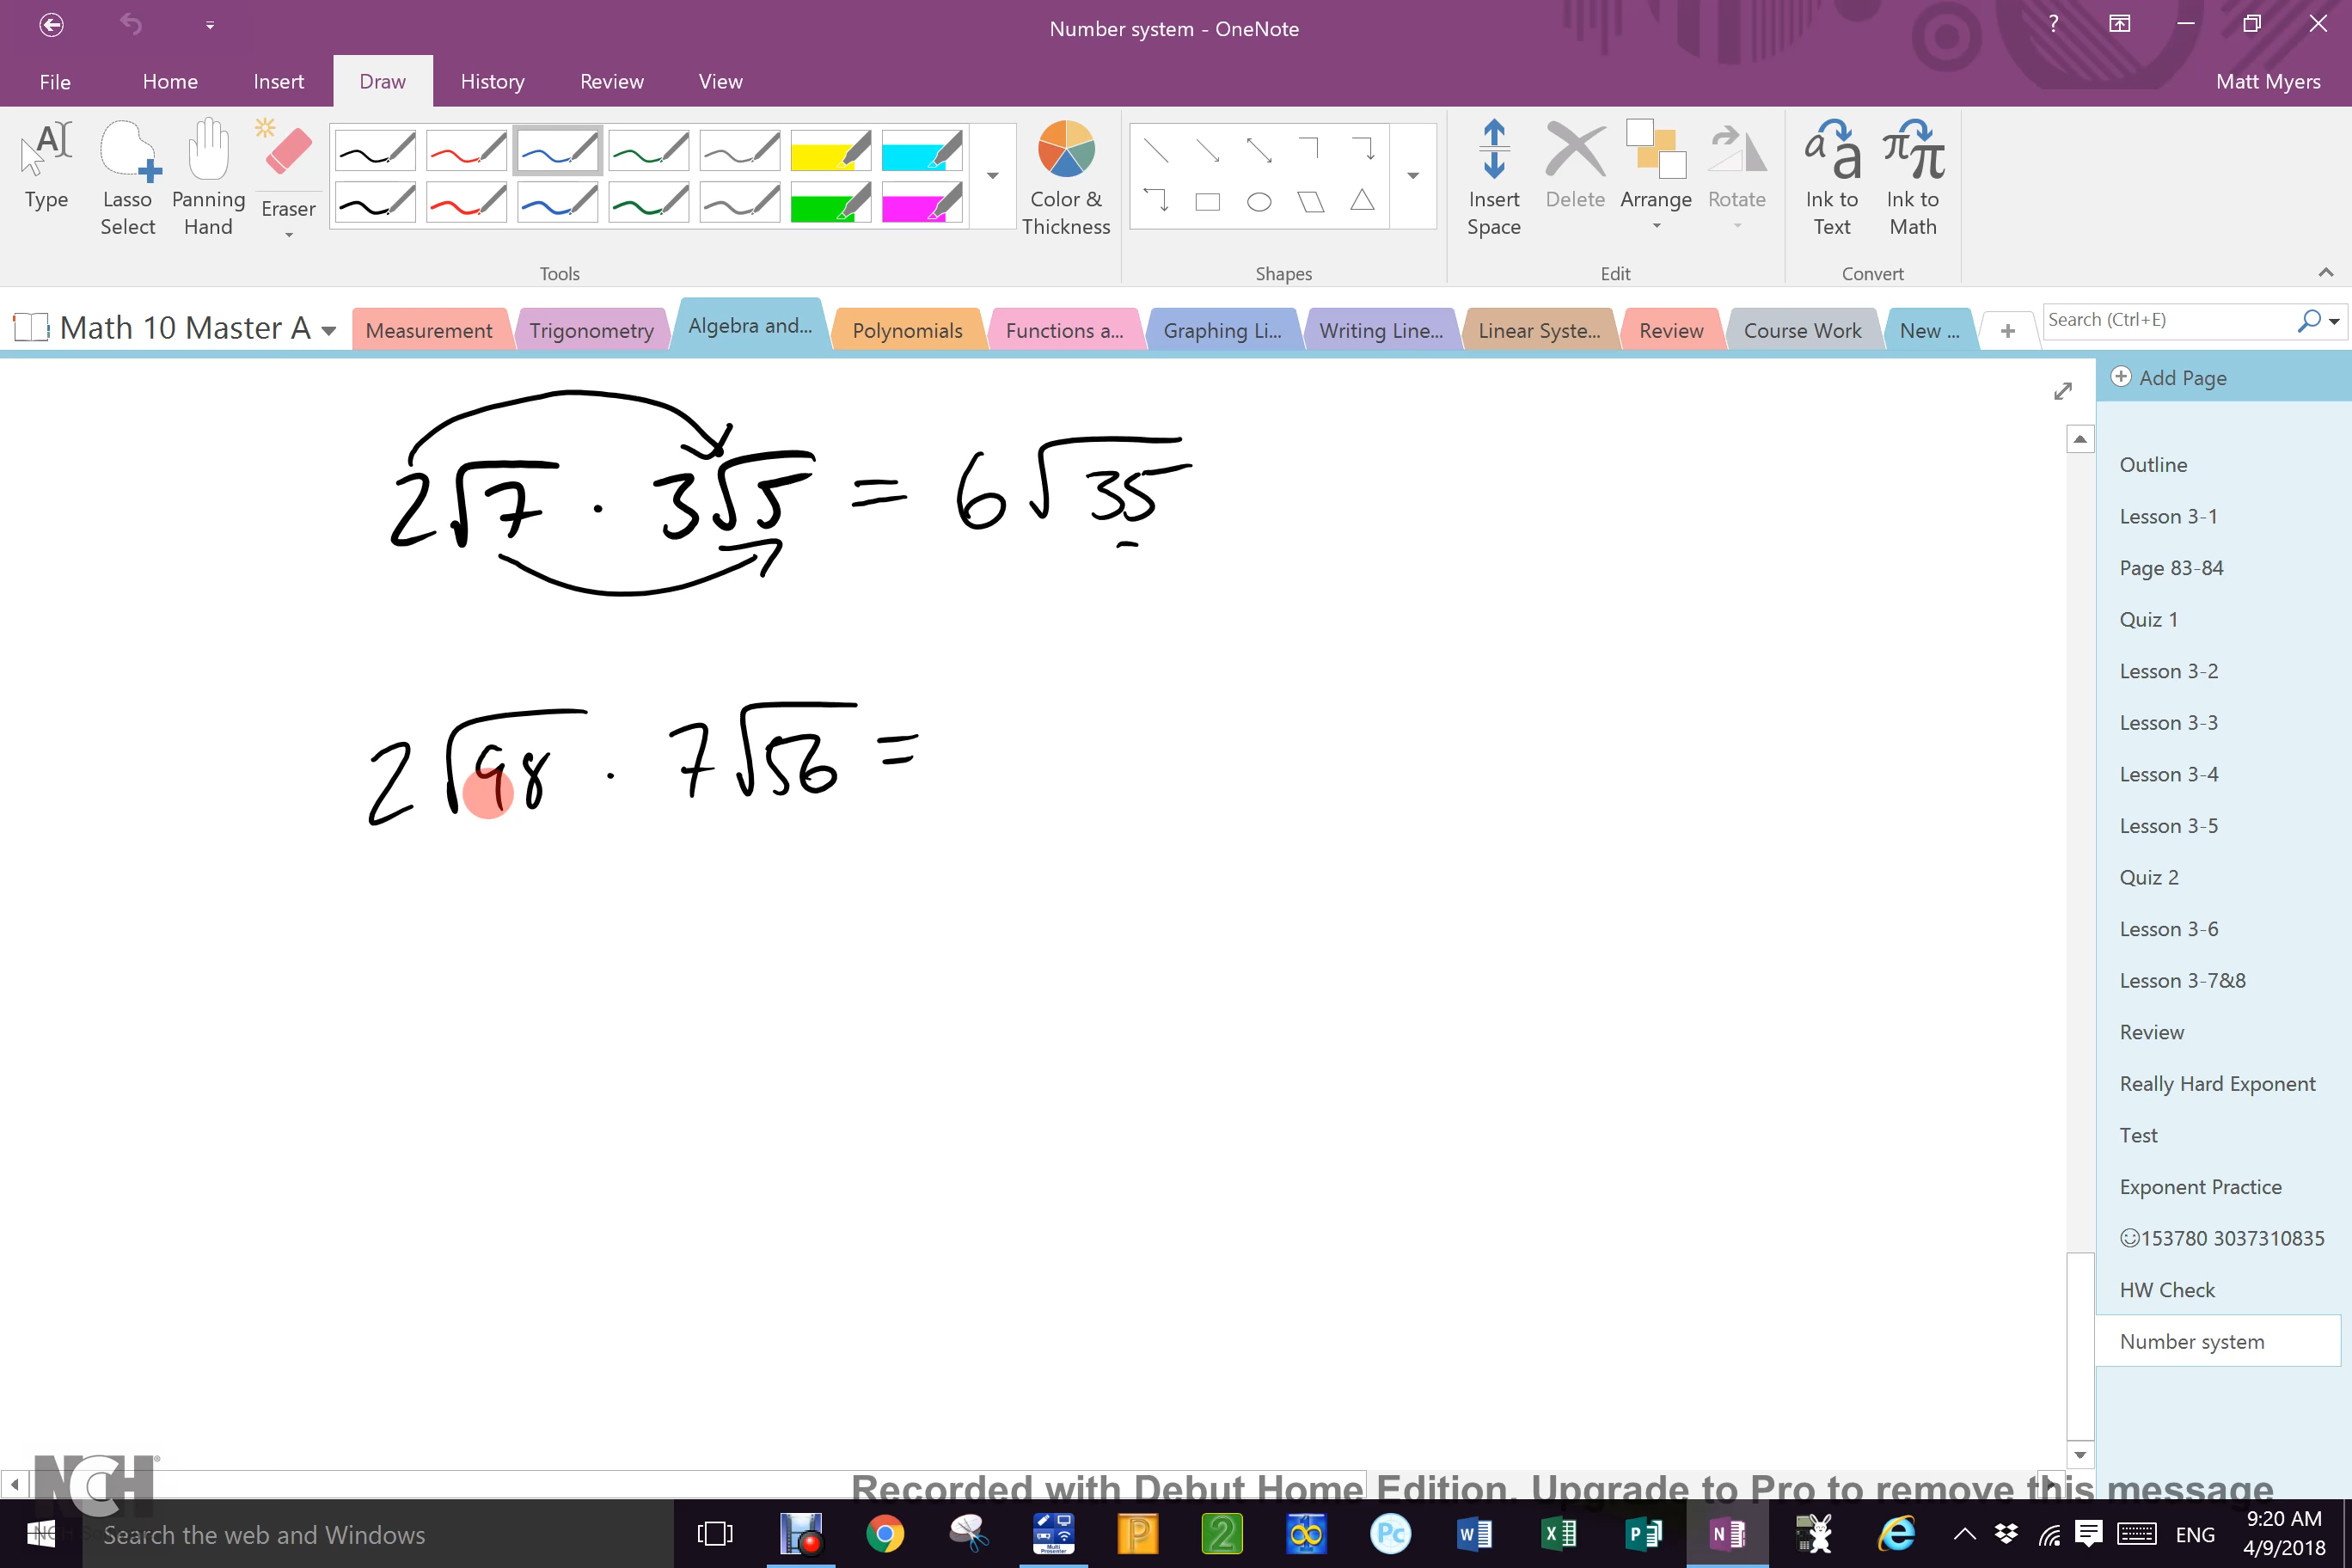 Number system - OneNote
?
File Home Insert Draw History Review View Matt Myers
Type
Lasso Select
Panning Hand
Eraser
Color & Thickness
Insert Space
Delete
Arrange
Rotate
Ink to Text
Ink to Math
Tools Shapes Edit Convert
Math 10 Master A Measurement Trigonometry Algebra and... Polynomials Functions a... Graphing Li... Writing Line... Linear Syste... Review Course Work New ... + Search (Ctrl+E)
Add Page
2√7 · 3√5 = 6√35
2√98 · 7√56 =
Outline
Lesson 3-1
Page 83-84
Quiz 1
Lesson 3-2
Lesson 3-3
Lesson 3-4
Lesson 3-5
Quiz 2
Lesson 3-6
Lesson 3-7&8
Review
Really Hard Exponent
Test
Exponent Practice
☺153780 3037310835
HW Check
Number system
NCH
Recorded with Debut Home Edition. Upgrade to Pro to remove this message
Search the web and Windows
ENG
9:20 AM
4/9/2018